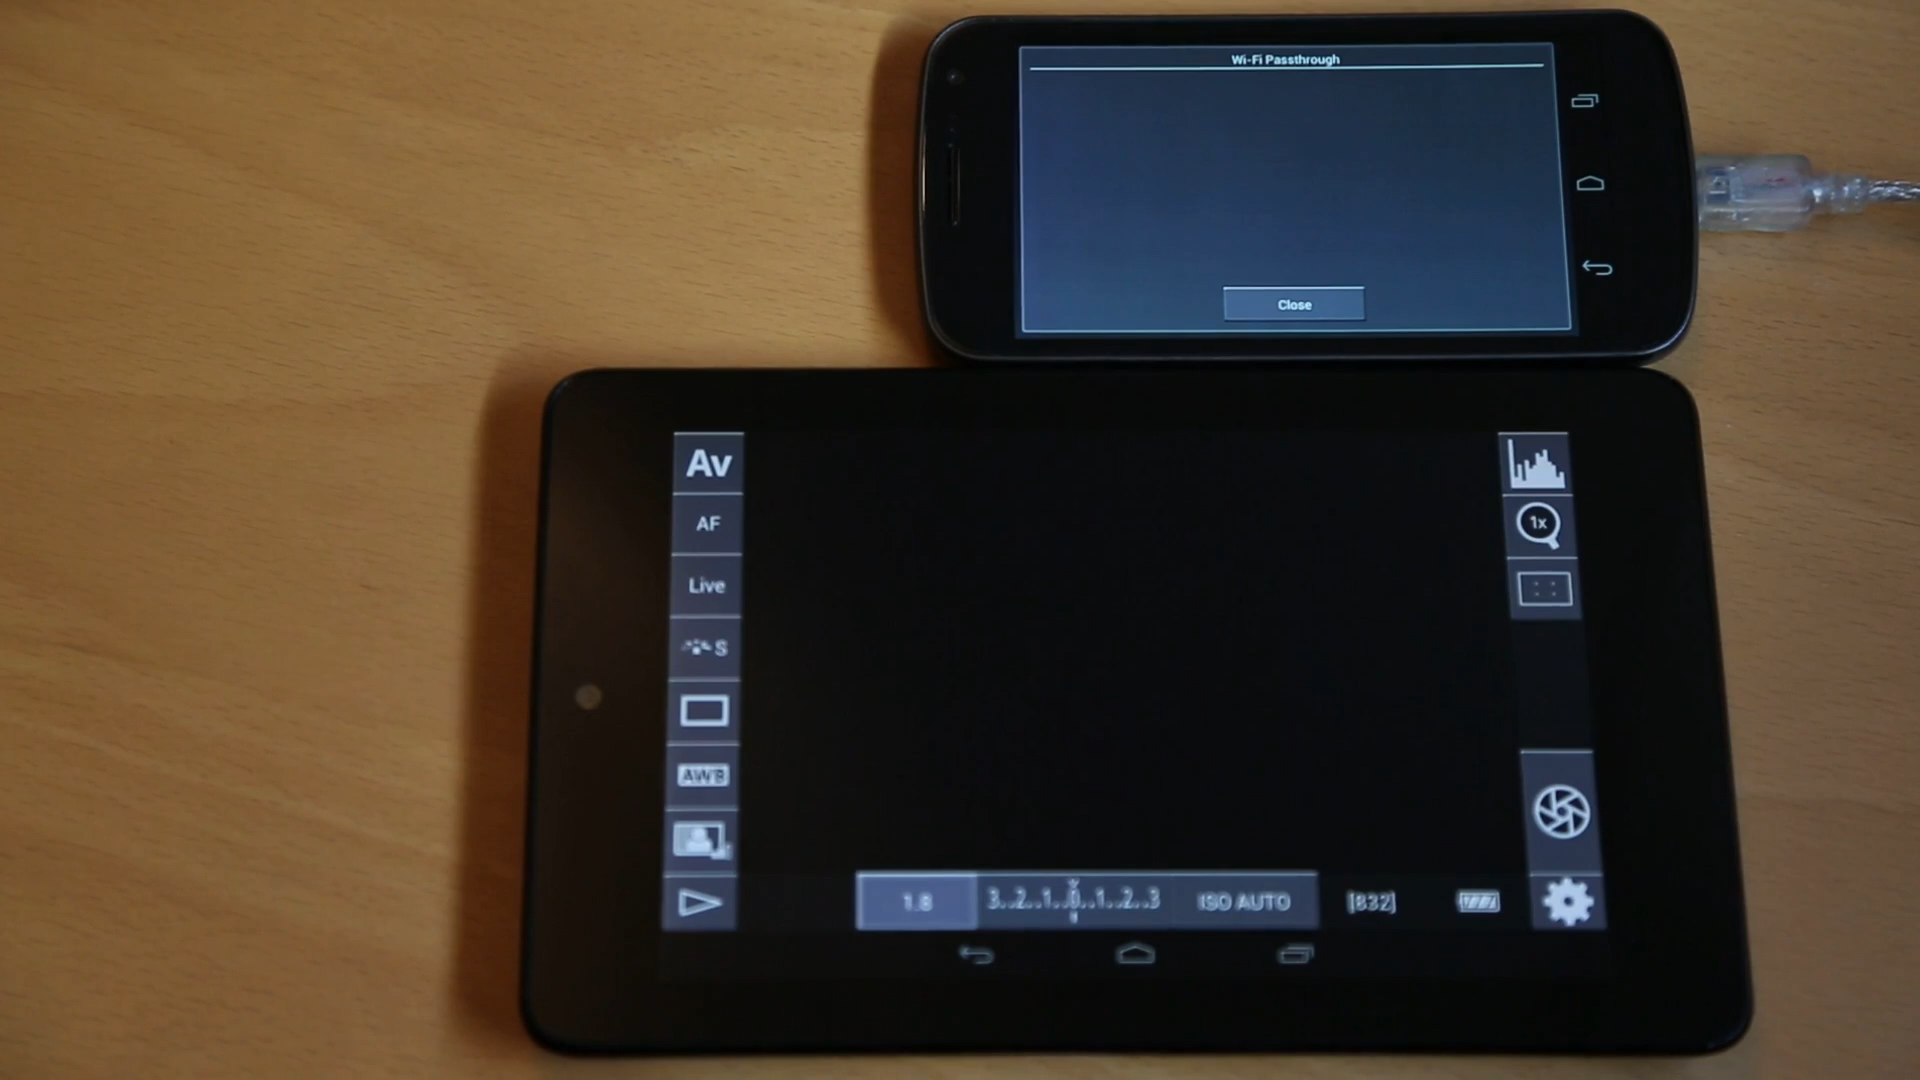 Wi-Fi Passthrough
Close
Av
AF
1x
Live
S
AWB
1.8
3..2..1..0..1..2..3
ISO AUTO
[832]